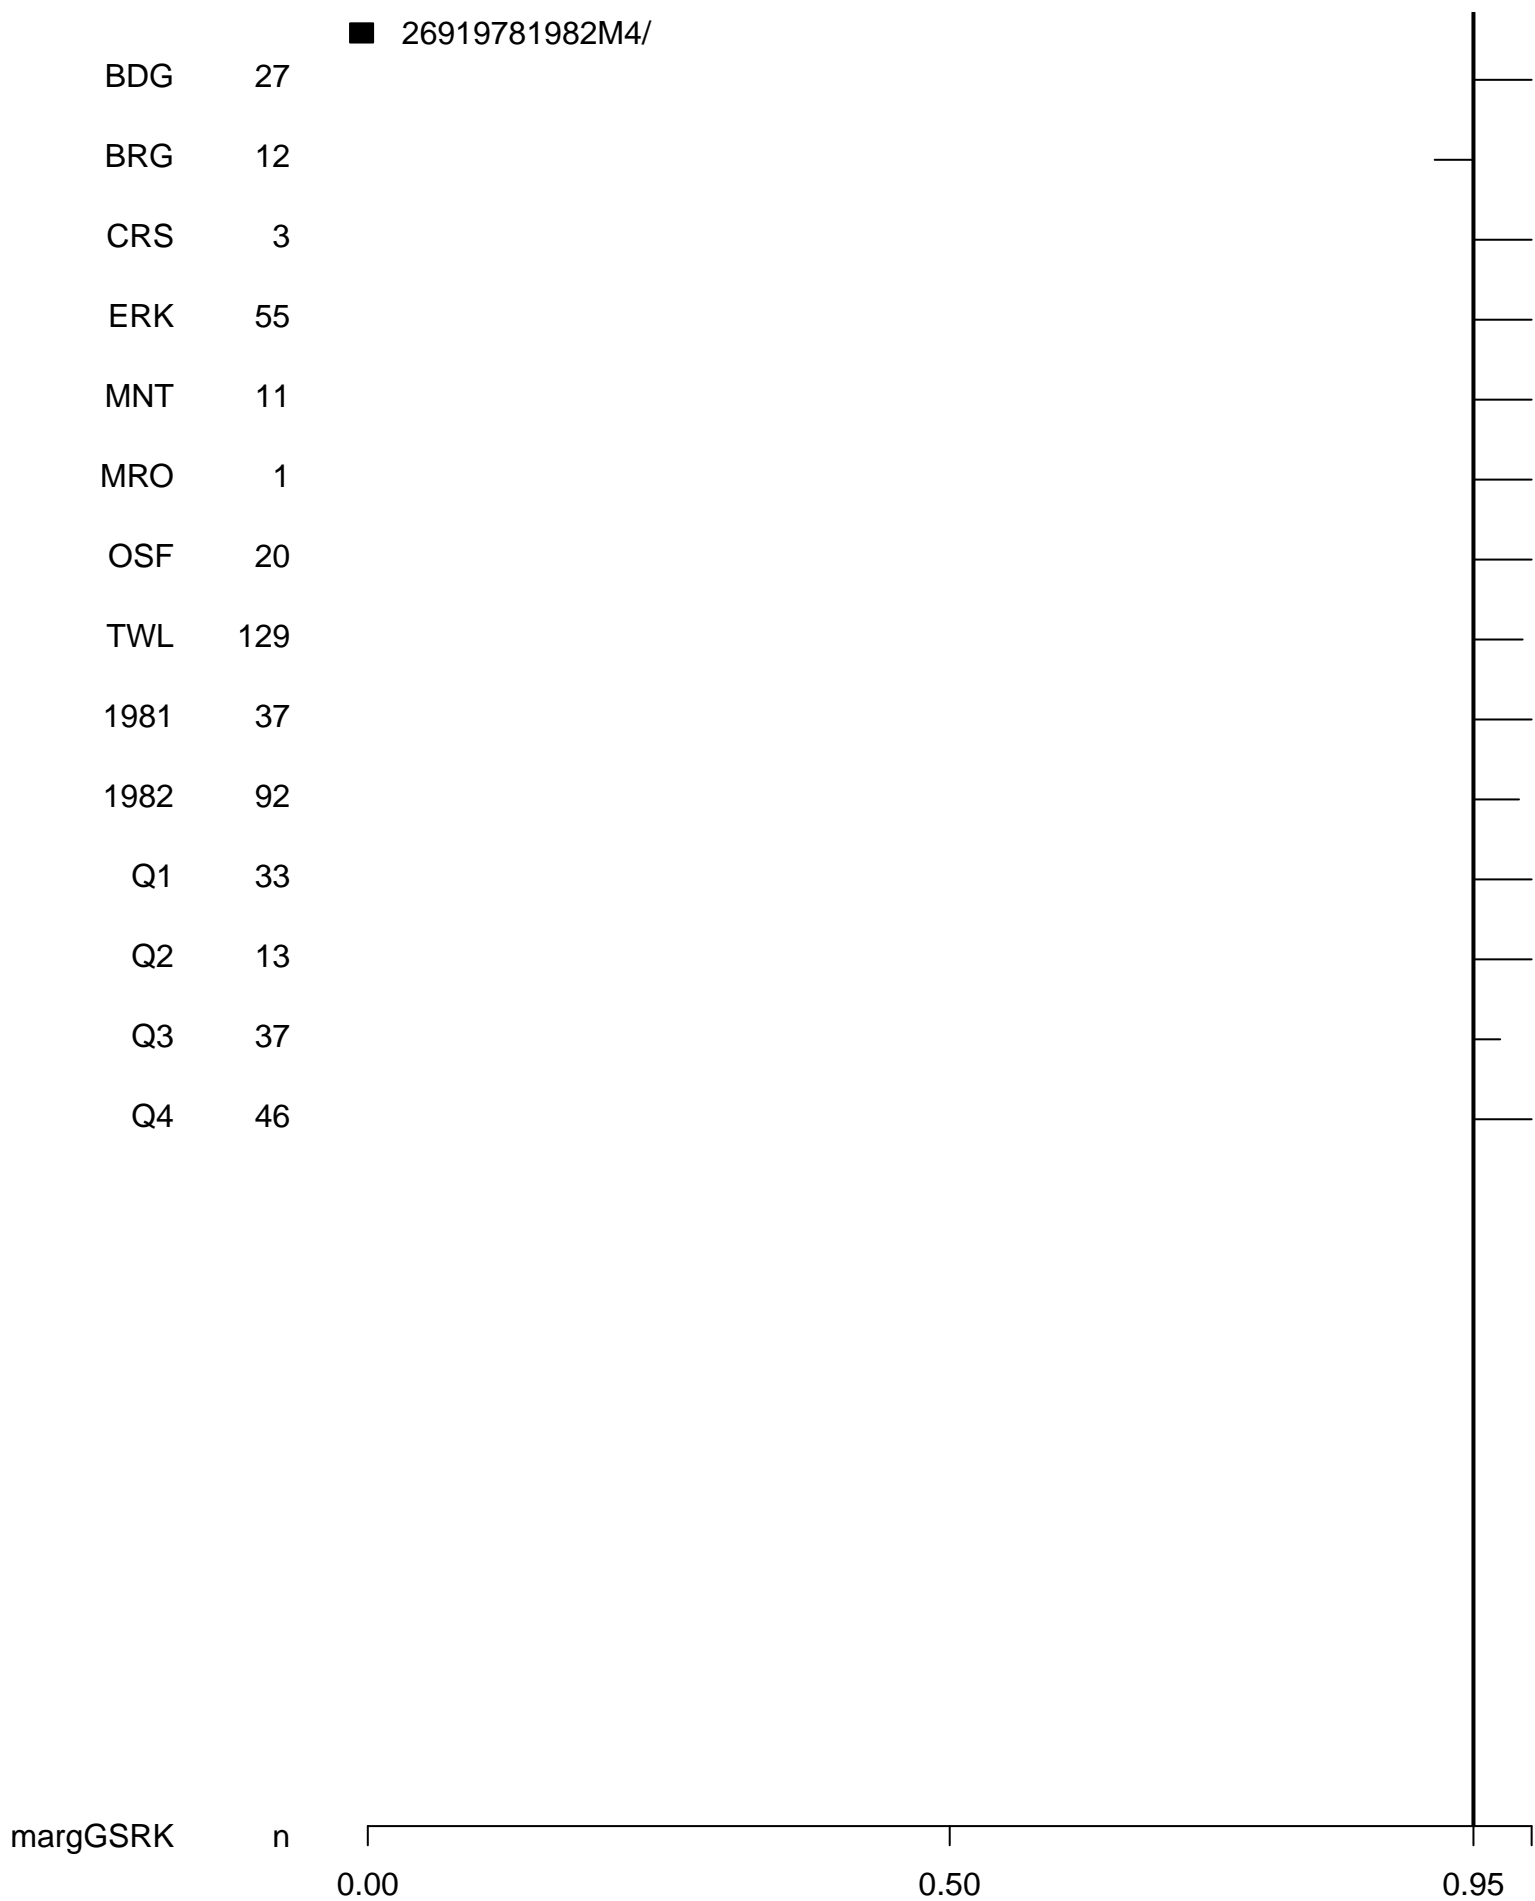 26919781982M4/
BDG 27
BRG 12
CRS 3
ERK 55
MNT 11
MRO 1
OSF 20
TWL 129
1981 37
1982 92
Q1 33
Q2 13
Q3 37
Q4 46
margGSRK n
0.00 0.50 0.95